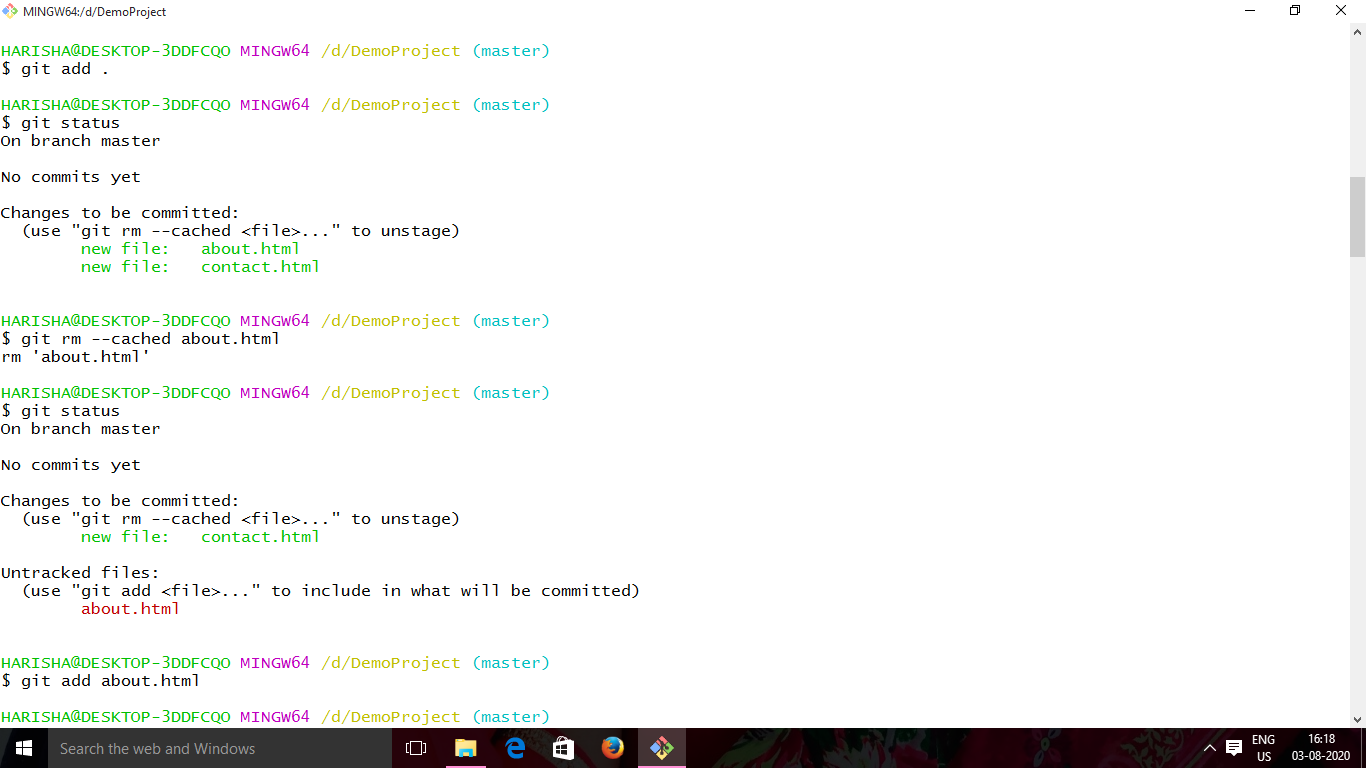 MINGW64:/d/DemoProject
HARISHA@DESKTOP-3DDFCQO MINGW64 /d/DemoProject (master)
$ git add .
HARISHA@DESKTOP-3DDFCQO MINGW64 /d/DemoProject (master)
$ git status
On branch master
No commits yet
Changes to be committed:
  (use "git rm --cached <file>..." to unstage)
        new file:   about.html
        new file:   contact.html
HARISHA@DESKTOP-3DDFCQO MINGW64 /d/DemoProject (master)
$ git rm --cached about.html
rm 'about.html'
HARISHA@DESKTOP-3DDFCQO MINGW64 /d/DemoProject (master)
$ git status
On branch master
No commits yet
Changes to be committed:
  (use "git rm --cached <file>..." to unstage)
        new file:   contact.html
Untracked files:
  (use "git add <file>..." to include in what will be committed)
        about.html
HARISHA@DESKTOP-3DDFCQO MINGW64 /d/DemoProject (master)
$ git add about.html
HARISHA@DESKTOP-3DDFCQO MINGW64 /d/DemoProject (master)
Search the web and Windows
ENG
US
16:18
03-08-2020